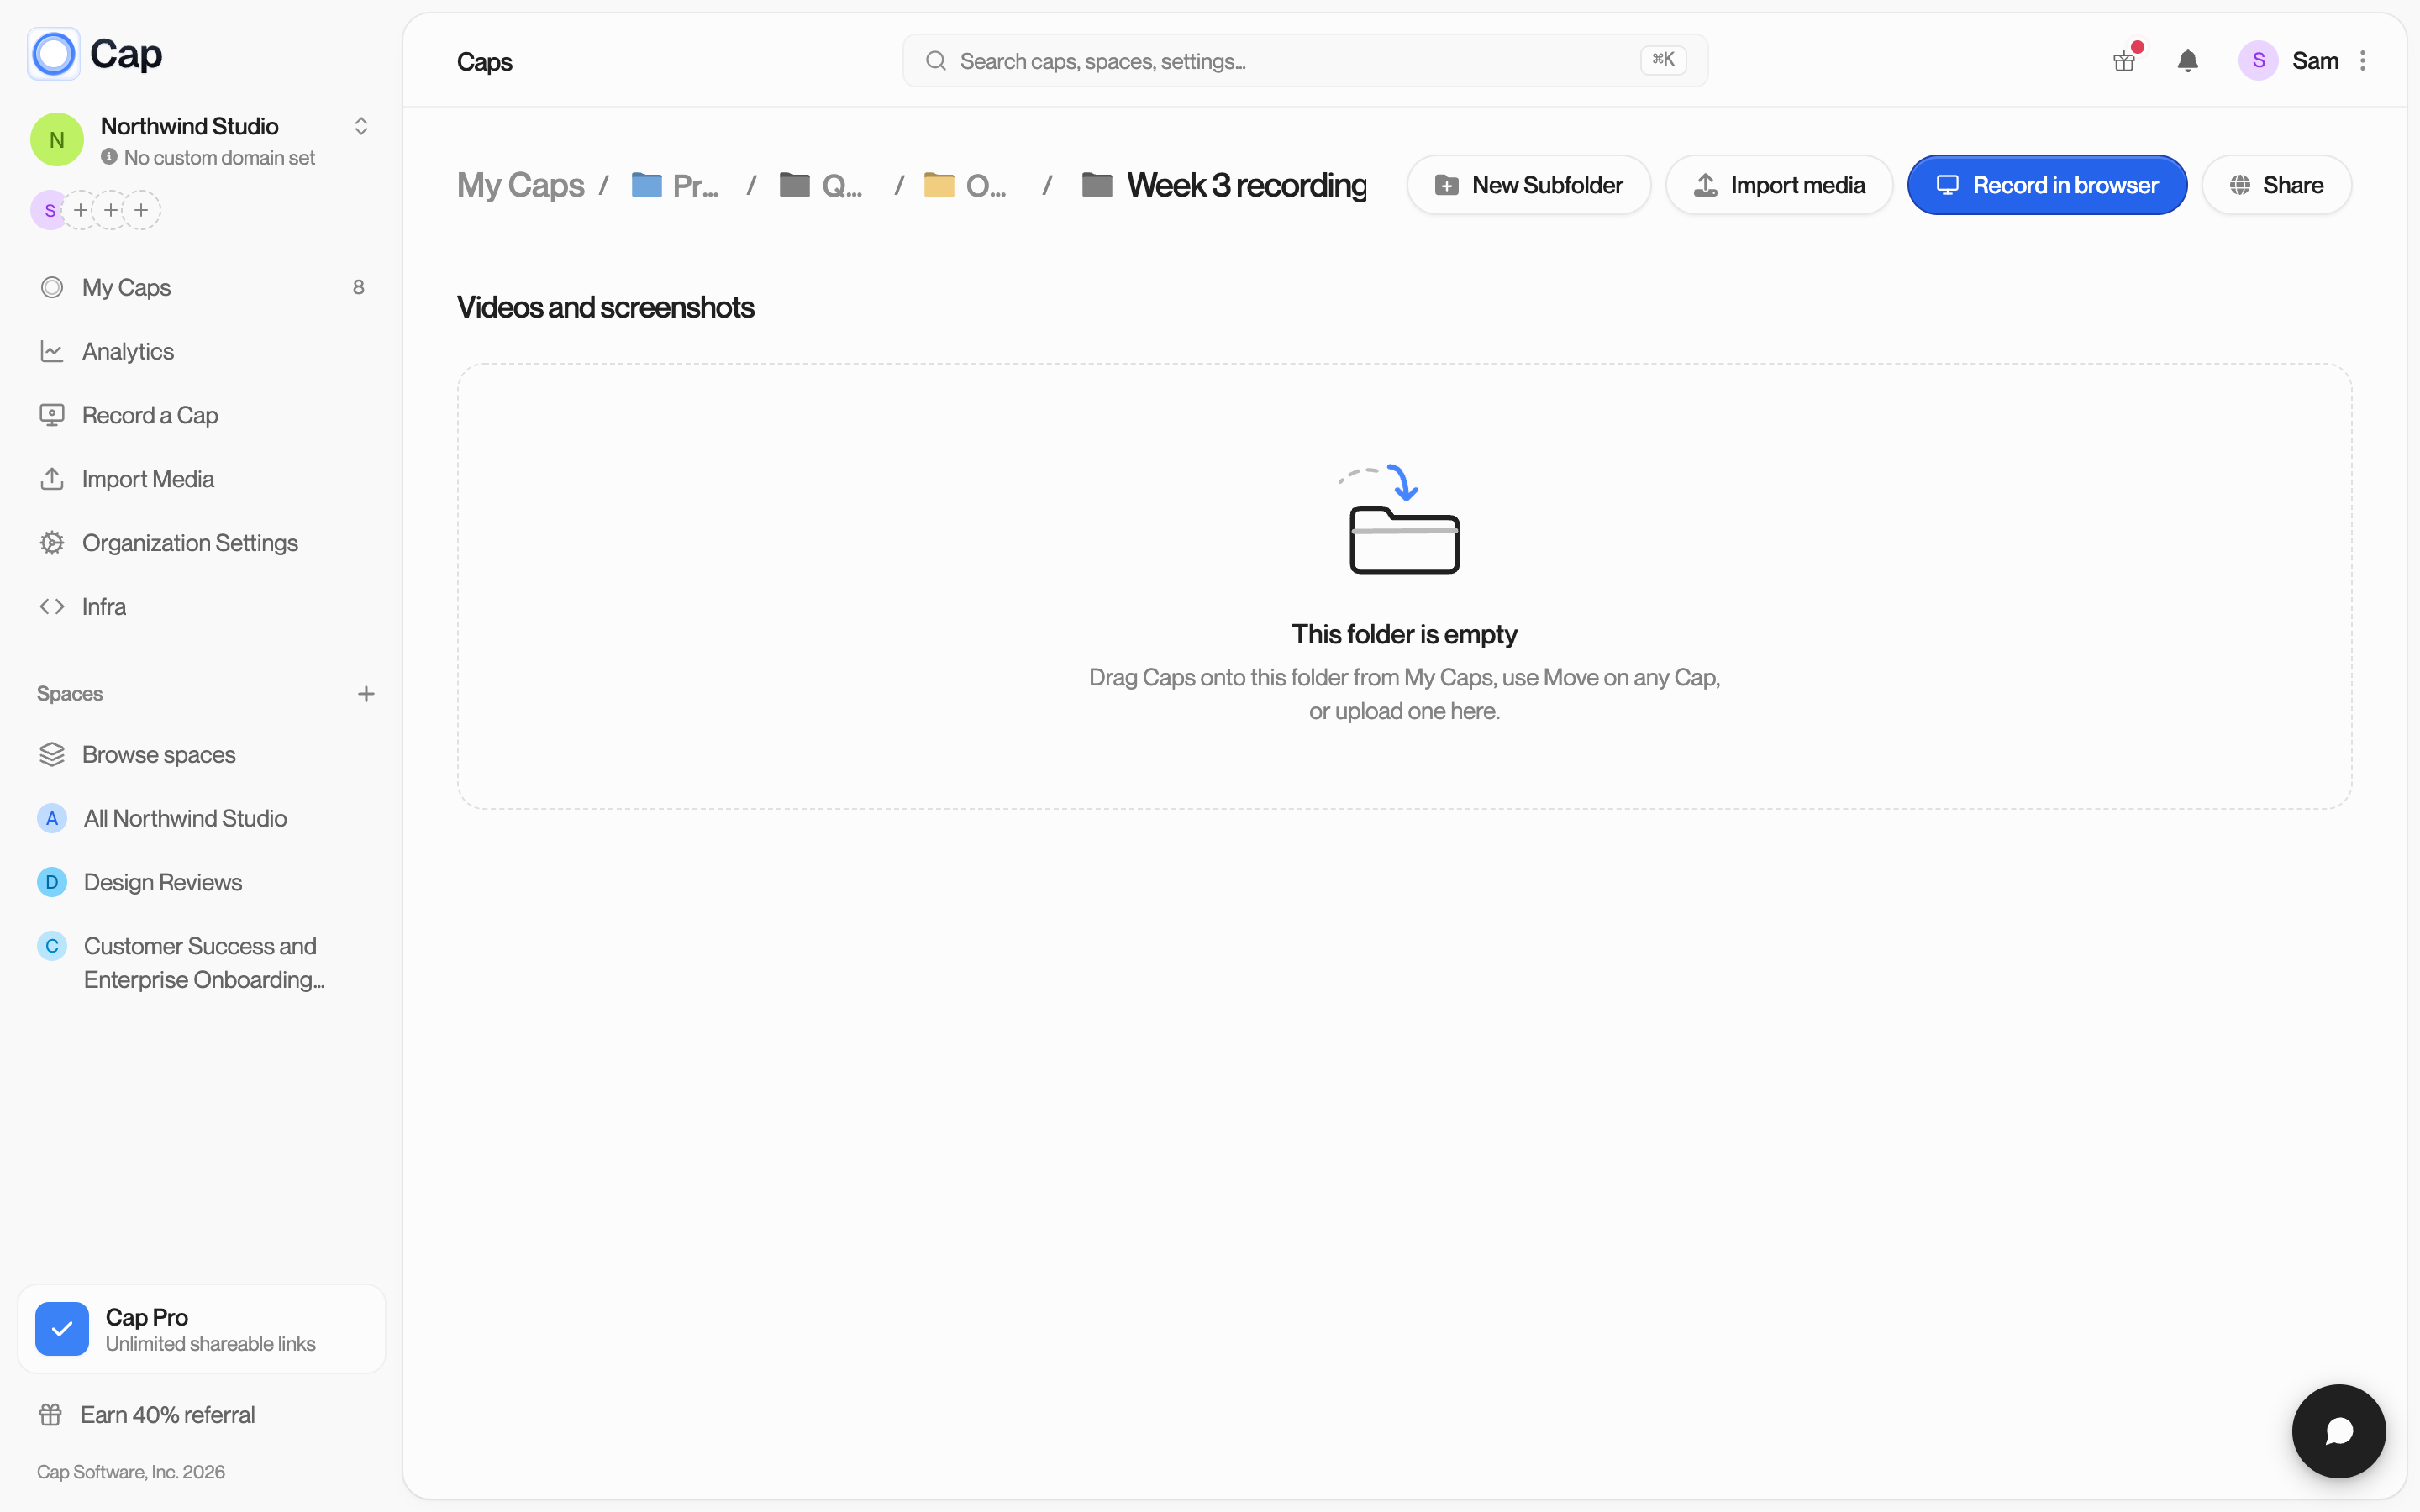 Cap
Northwind Studio
No custom domain set
N
S
My Caps 8
Analytics
Record a Cap
Import Media
Organization Settings
Infra
Spaces
Browse spaces
A All Northwind Studio
D Design Reviews
C Customer Success and
Enterprise Onboarding...
Cap Pro
Unlimited shareable links
Earn 40% referral
Cap Software, Inc. 2026
Caps
Search caps, spaces, settings...
⌘K
S Sam
My Caps / Pr... / Q... / O... / Week 3 recording
New Subfolder
Import media
Record in browser
Share
Videos and screenshots
This folder is empty
Drag Caps onto this folder from My Caps, use Move on any Cap,
or upload one here.